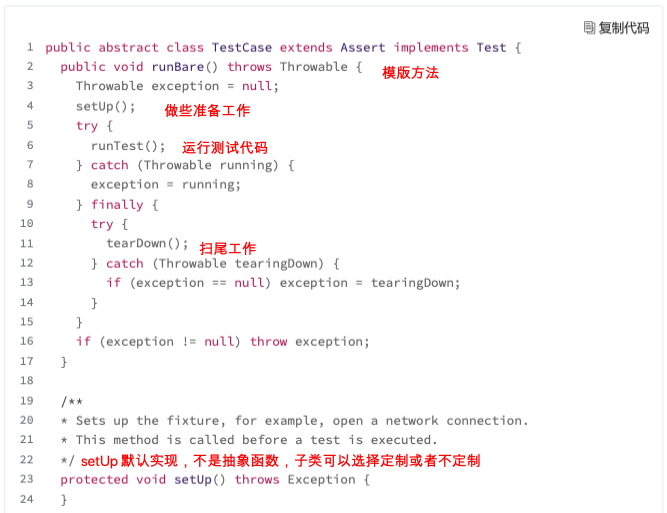 复制代码
1 public abstract class TestCase extends Assert implements Test {
2 public void runBare() throws Throwable { 模版方法
3 Throwable exception = null;
4 setUp(); 做些准备工作
5 try {
6 runTest(); 运行测试代码
7 } catch (Throwable running) {
8 exception = running;
9 } finally {
10 try {
11 tearDown(); 扫尾工作
12 } catch (Throwable tearingDown) {
13 if (exception == null) exception = tearingDown;
14 }
15 }
16 if (exception != null) throw exception;
17 }
18
19 /**
20 * Sets up the fixture, for example, open a network connection.
21 * This method is called before a test is executed.
22 */ setUp 默认实现，不是抽象函数，子类可以选择定制或者不定制
23 protected void setUp() throws Exception {
24 }